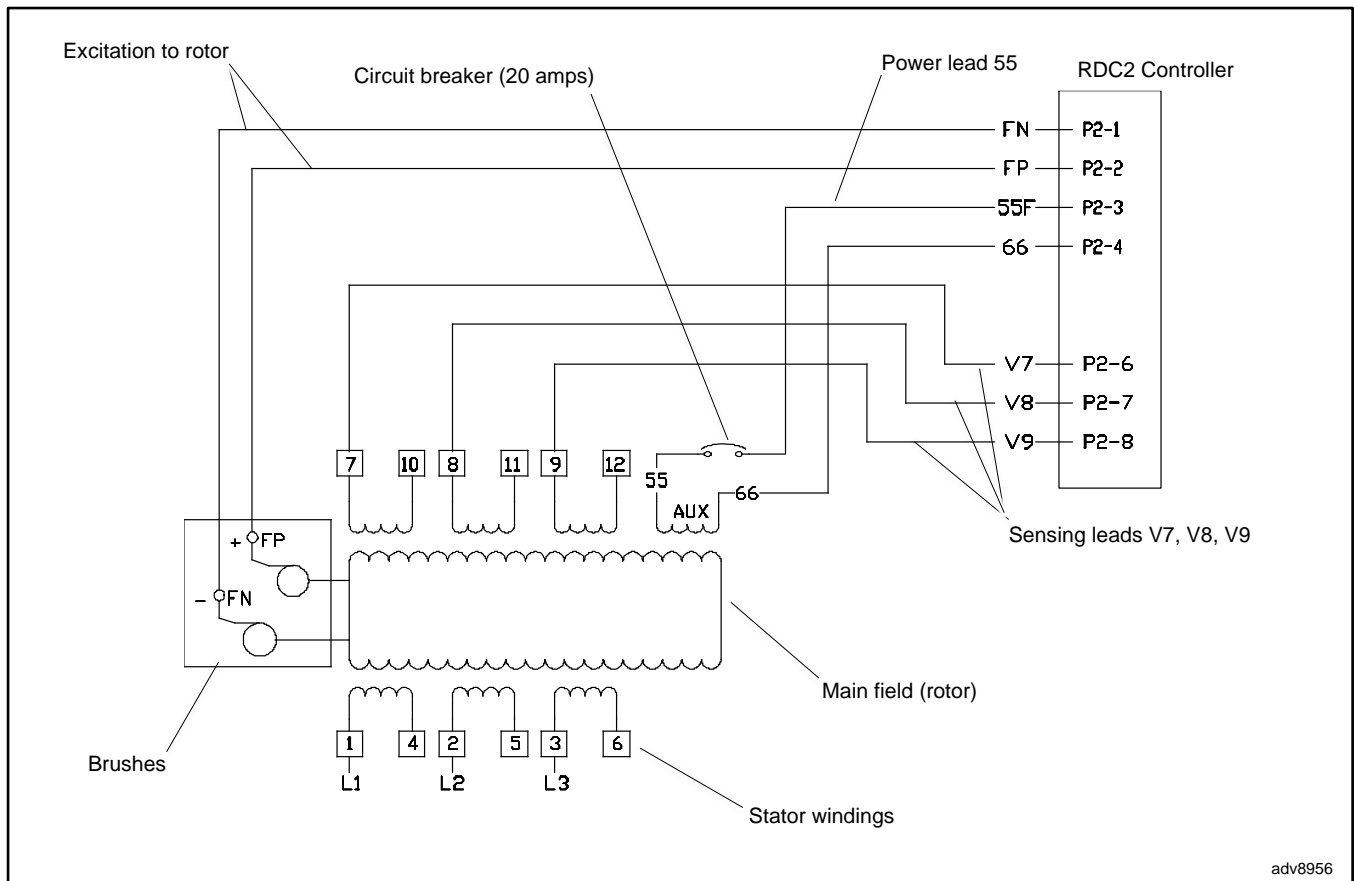 Excitation to rotor
Circuit breaker (20 amps)
Power lead 55
RDC2 Controller
FN P2-1
FP P2-2
55F P2-3
66 P2-4
V7 P2-6
V8 P2-7
V9 P2-8
7 10 8 11 9 12
55
66
AUX
Sensing leads V7, V8, V9
+ FP
- FN
Main field (rotor)
Brushes
1 4 2 5 3 6
L1 L2 L3
Stator windings
adv8956